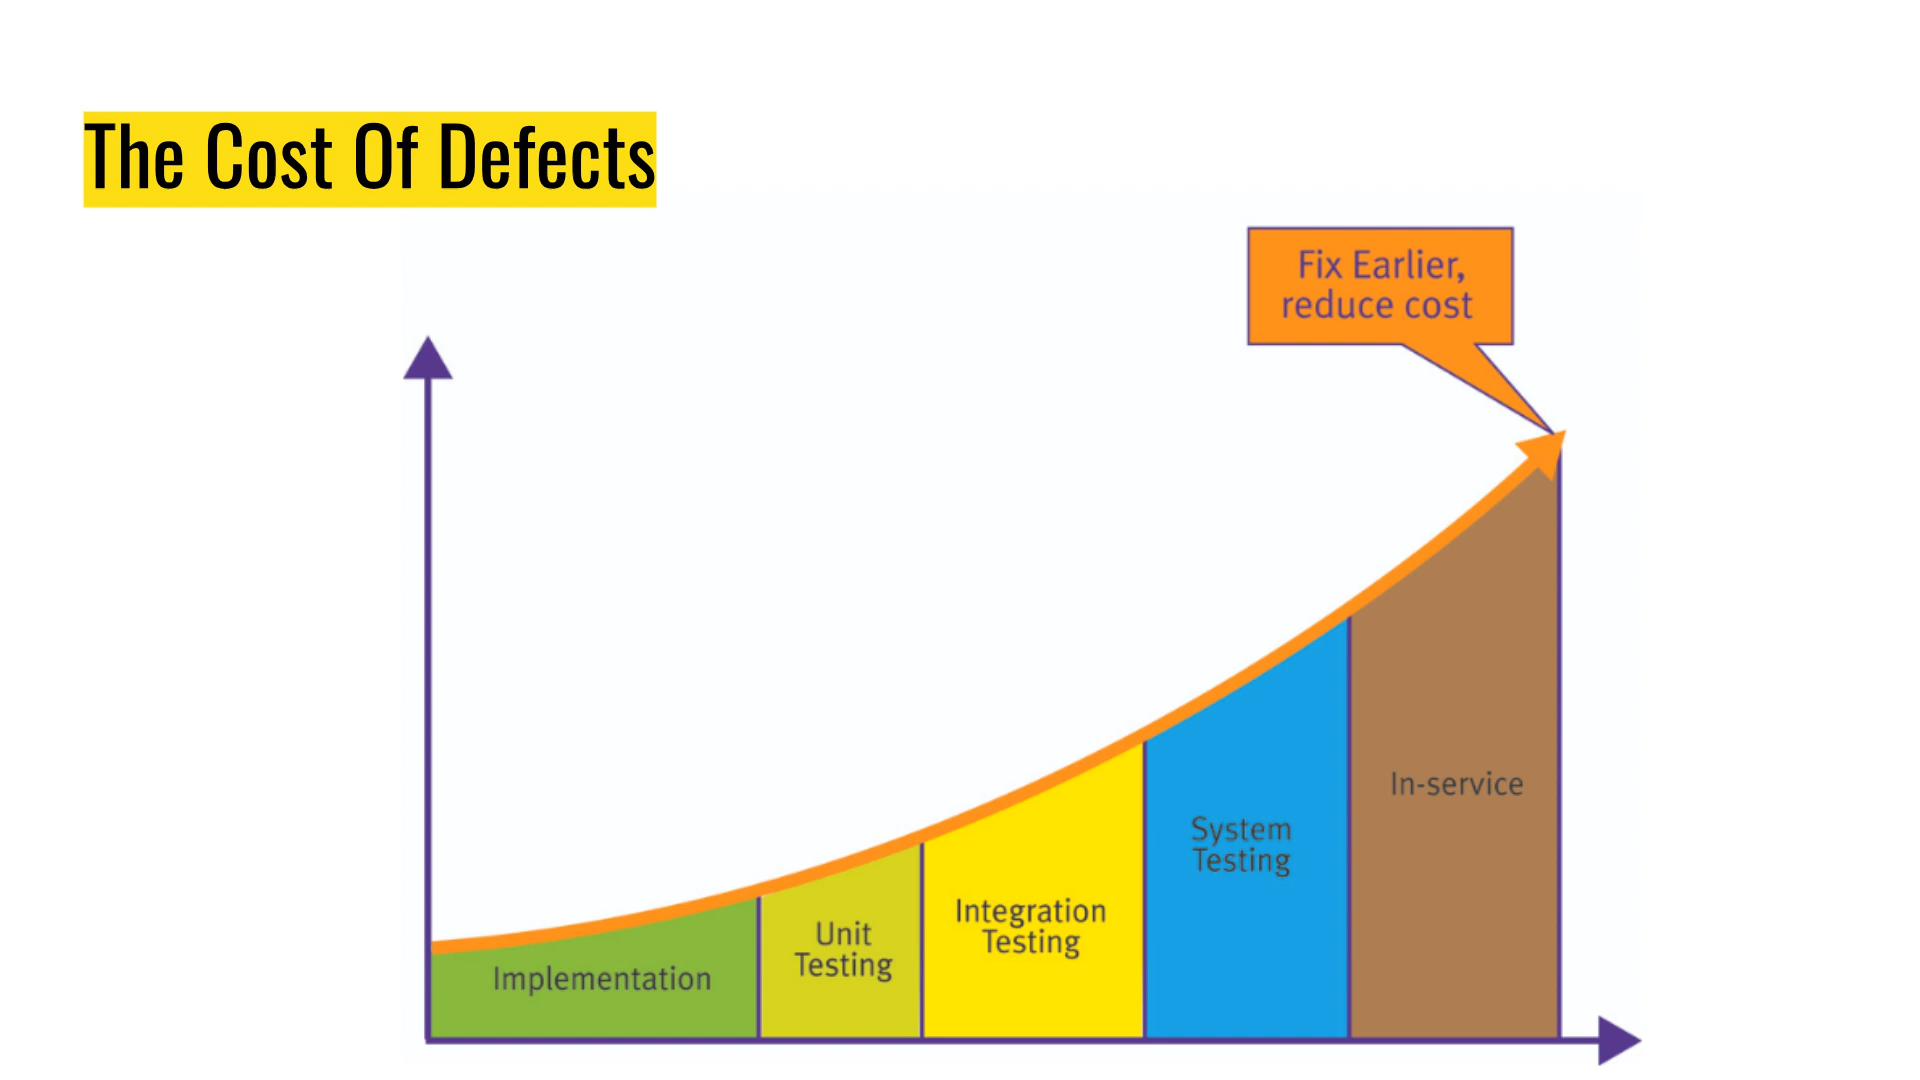 The Cost Of Defects
Fix Earlier,
reduce cost
Implementation
Unit
Testing
Integration
Testing
System
Testing
In-service